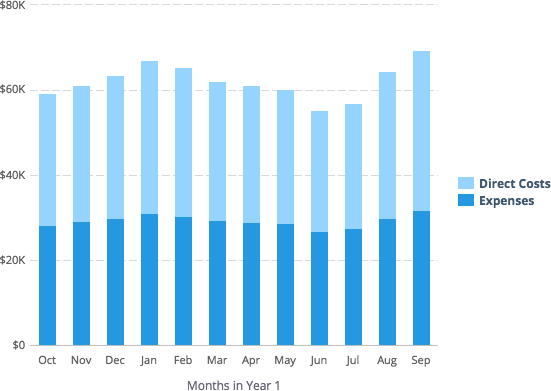 $80K
$60K
$40K
$20K
$0
Oct Nov Dec Jan Feb Mar Apr May Jun Jul Aug Sep
Months in Year 1
Direct Costs
Expenses